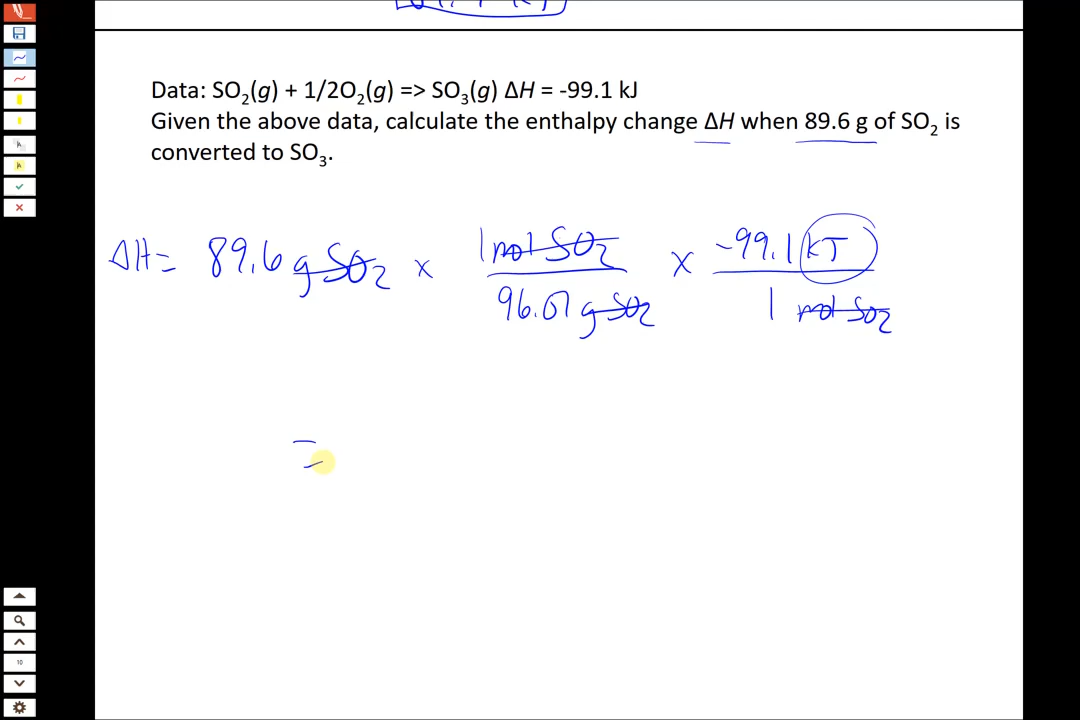 Data: SO₂(g) + 1/2O₂(g) => SO₃(g) ΔH = -99.1 kJ
Given the above data, calculate the enthalpy change ΔH when 89.6 g of SO₂ is
converted to SO₃.
ΔH = 89.6 g SO₂ x 1 mol SO₂ x -99.1 kJ
96.07 g SO₂ 1 mol SO₂
=
10